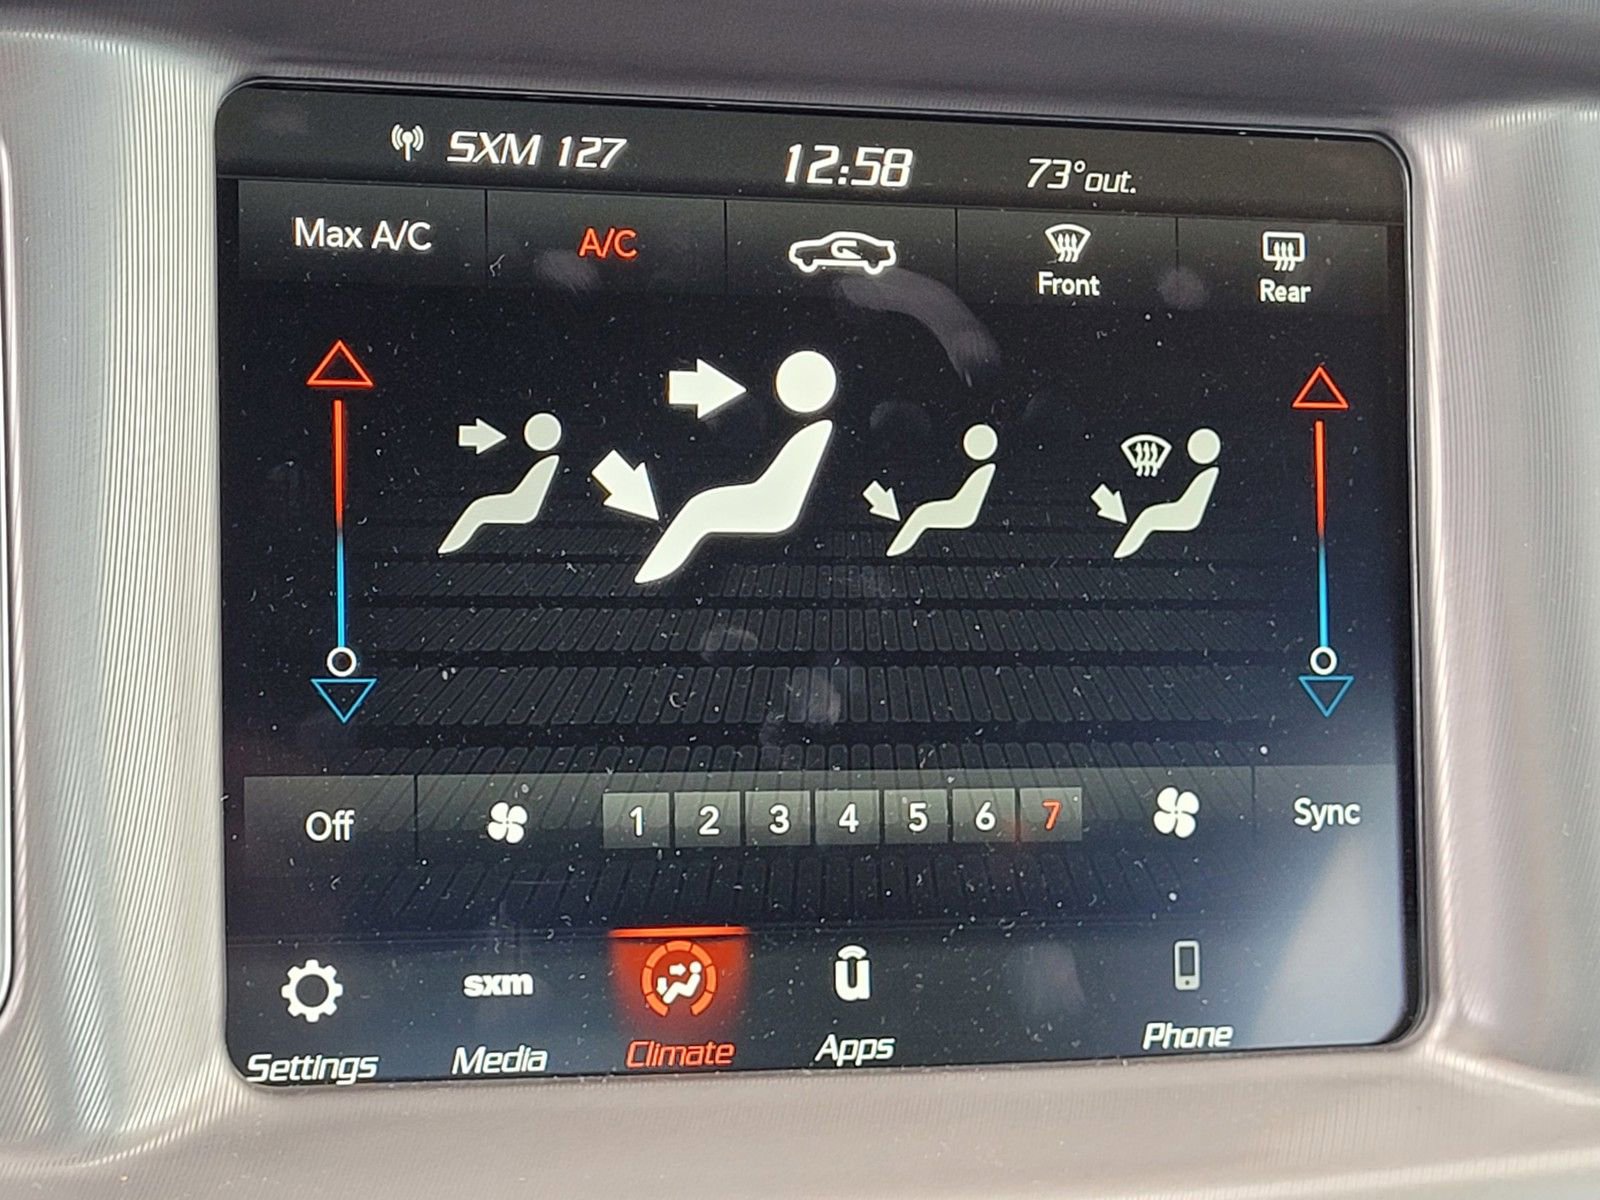 SXM 127 12:58 73°out.
Max A/C A/C Front Rear
Off 1 2 3 4 5 6 7 Sync
sxm ū
Settings Media Climate Apps Phone